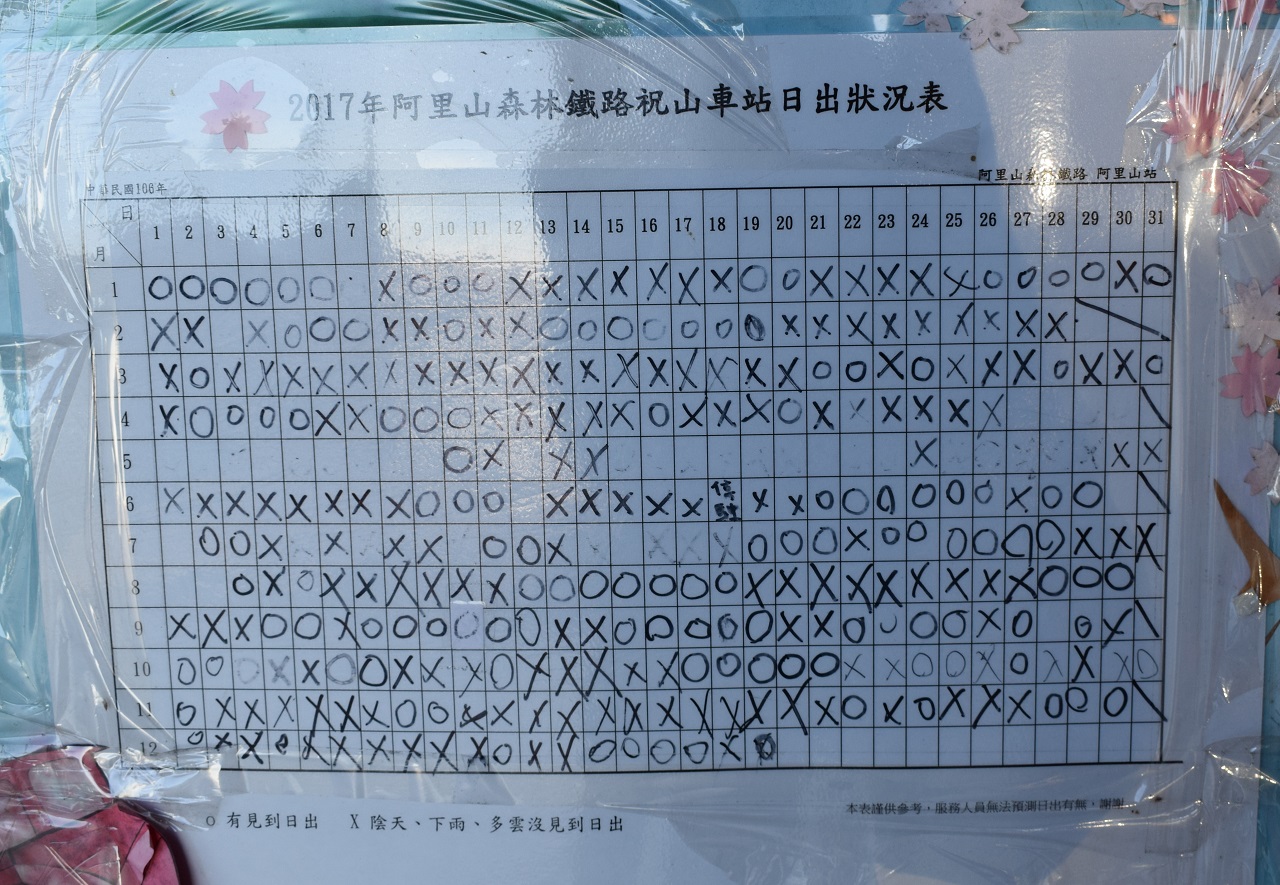 2017年阿里山森林鐵路祝山車站日出狀況表
中華民國106年
阿里山森林鐵路 阿里山站
日 1 2 3 4 5 6 7 8 9 10 11 12 13 14 15 16 17 18 19 20 21 22 23 24 25 26 27 28 29 30 31
月
1 O O O O O O X O O O X X X X X X X O O X X X X X O O O O X O
2 X X X O O O X X O X X O O O O O O O X X X X X X X X X
3 X O X X X X X X X X X X X X X X X X X X O O X O X X X O X X O
4 X O O O O X X O O O X X X X X O X X X O X X X X X X
5 O X X X X X X
6 X X X X X X X X O O O X X X X X 停駛 X X O O O O O X O O
7 O O X X X X O O X X X X O O O X O O O O O O X X X
8 O X O X X X X X X O O O O O O O X X X X X X X X X O O O
9 X X X O O X O O O O O O X X O O O O O X X O O O O X O O X
10 O O O X X O O X X X O X X X X X O O O O O X X O O X O X X X O
11 O X X X X X X O O X X X X X X X X X X X O X O X X X O O O
12 O X X O X X X X X X O X X O O O O X O
O 有見到日出 X 陰天、下雨、多雲沒見到日出
本表謹供參考,服務人員無法預測日出有無,謝謝